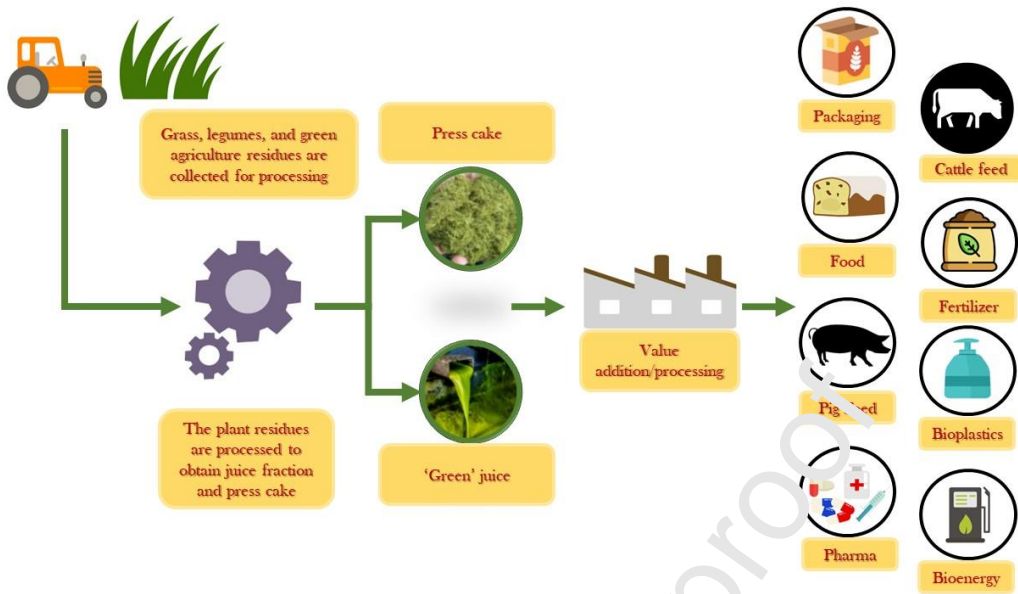 Grass, legumes, and green
agriculture residues are
collected for processing
Press cake
The plant residues
are processed to
obtain juice fraction
and press cake
‘Green’ juice
Value
addition/processing
Packaging
Cattle feed
Food
Fertilizer
Pig feed
Bioplastics
Pharma
Bioenergy
proof